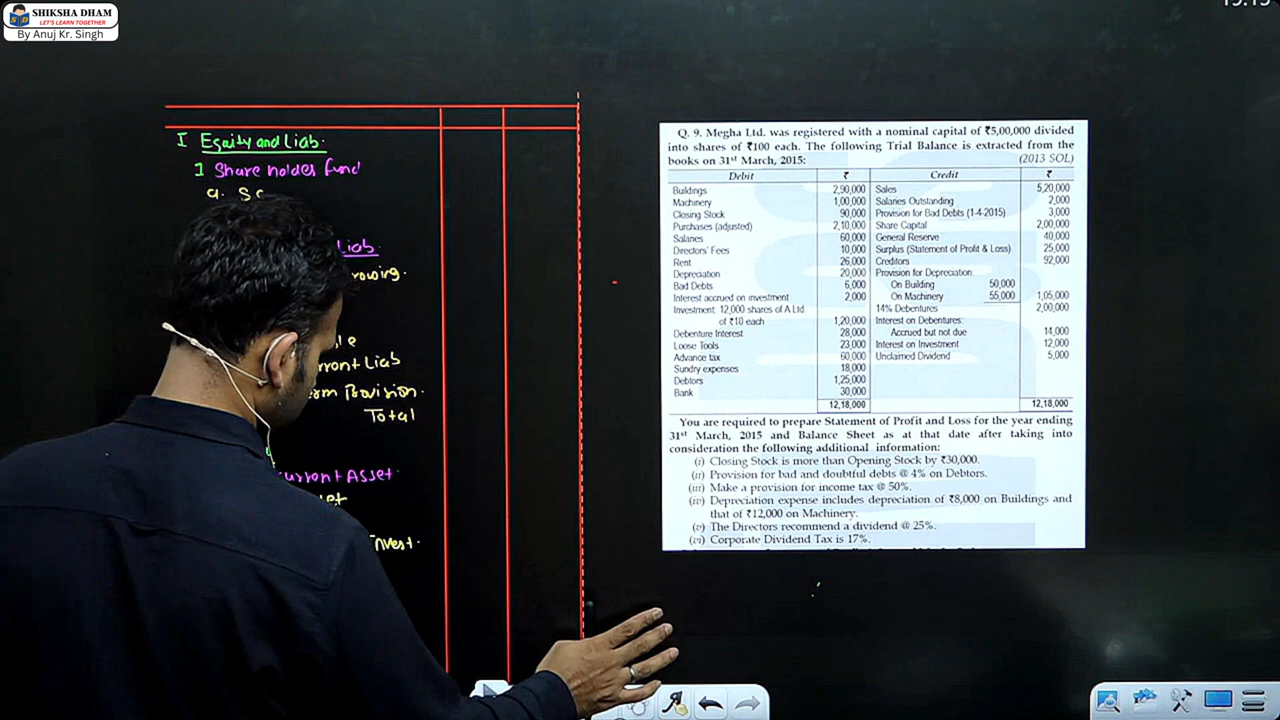 SHIKSHA DHAM
LET'S LEARN TOGETHER
By Anuj Kr. Singh
I Equity and Liab.
1 Share holder fund
a. Sc
Liab.
rowing.
urrent Liab
erm Provision.
Total
urrent Asset.
Invest.
Q. 9. Megha Ltd. was registered with a nominal capital of ₹5,00,000 divided
into shares of ₹100 each. The following Trial Balance is extracted from the
books on 31st March, 2015: (2013 SOL)
Debit ₹ Credit ₹
Buildings 2,90,000 Sales 5,20,000
Machinery 1,00,000 Salaries Outstanding 2,000
Closing Stock 90,000 Provision for Bad Debts (1-4-2015) 3,000
Purchases (adjusted) 2,10,000 Share Capital 2,00,000
Salaries 60,000 General Reserve 40,000
Directors' Fees 10,000 Surplus (Statement of Profit & Loss) 25,000
Rent 26,000 Creditors 92,000
Depreciation 20,000 Provision for Depreciation:
Bad Debts 6,000 On Building 50,000
Interest accrued on investment 2,000 On Machinery 55,000 1,05,000
Investment: 12,000 shares of A Ltd 14% Debentures 2,00,000
of ₹10 each 1,20,000 Interest on Debentures:
Debenture Interest 28,000 Accrued but not due 14,000
Loose Tools 23,000 Interest on Investment 12,000
Advance tax 60,000 Unclaimed Dividend 5,000
Sundry expenses 18,000
Debtors 1,25,000
Bank 30,000
12,18,000 12,18,000
You are required to prepare Statement of Profit and Loss for the year ending
31st March, 2015 and Balance Sheet as at that date after taking into
consideration the following additional information:
(i) Closing Stock is more than Opening Stock by ₹30,000.
(ii) Provision for bad and doubtful debts @ 4% on Debtors.
(iii) Make a provision for income tax @ 50%.
(iv) Depreciation expense includes depreciation of ₹8,000 on Buildings and
that of ₹12,000 on Machinery.
(v) The Directors recommend a dividend @ 25%.
(vi) Corporate Dividend Tax is 17%.